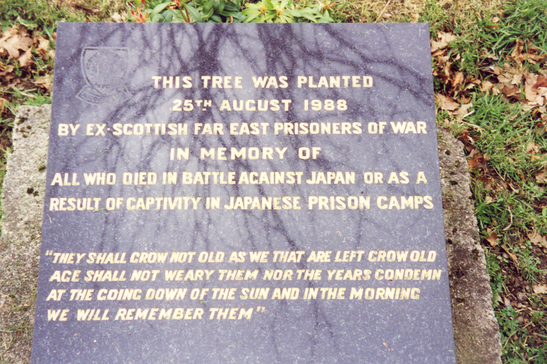 THIS TREE WAS PLANTED
25TH AUGUST 1988
BY EX-SCOTTISH FAR EAST PRISONERS OF WAR
IN MEMORY OF
ALL WHO DIED IN BATTLE AGAINST JAPAN OR AS A
RESULT OF CAPTIVITY IN JAPANESE PRISON CAMPS
"THEY SHALL GROW NOT OLD AS WE THAT ARE LEFT GROW OLD
AGE SHALL NOT WEARY THEM NOR THE YEARS CONDEMN
AT THE GOING DOWN OF THE SUN AND IN THE MORNING
WE WILL REMEMBER THEM"